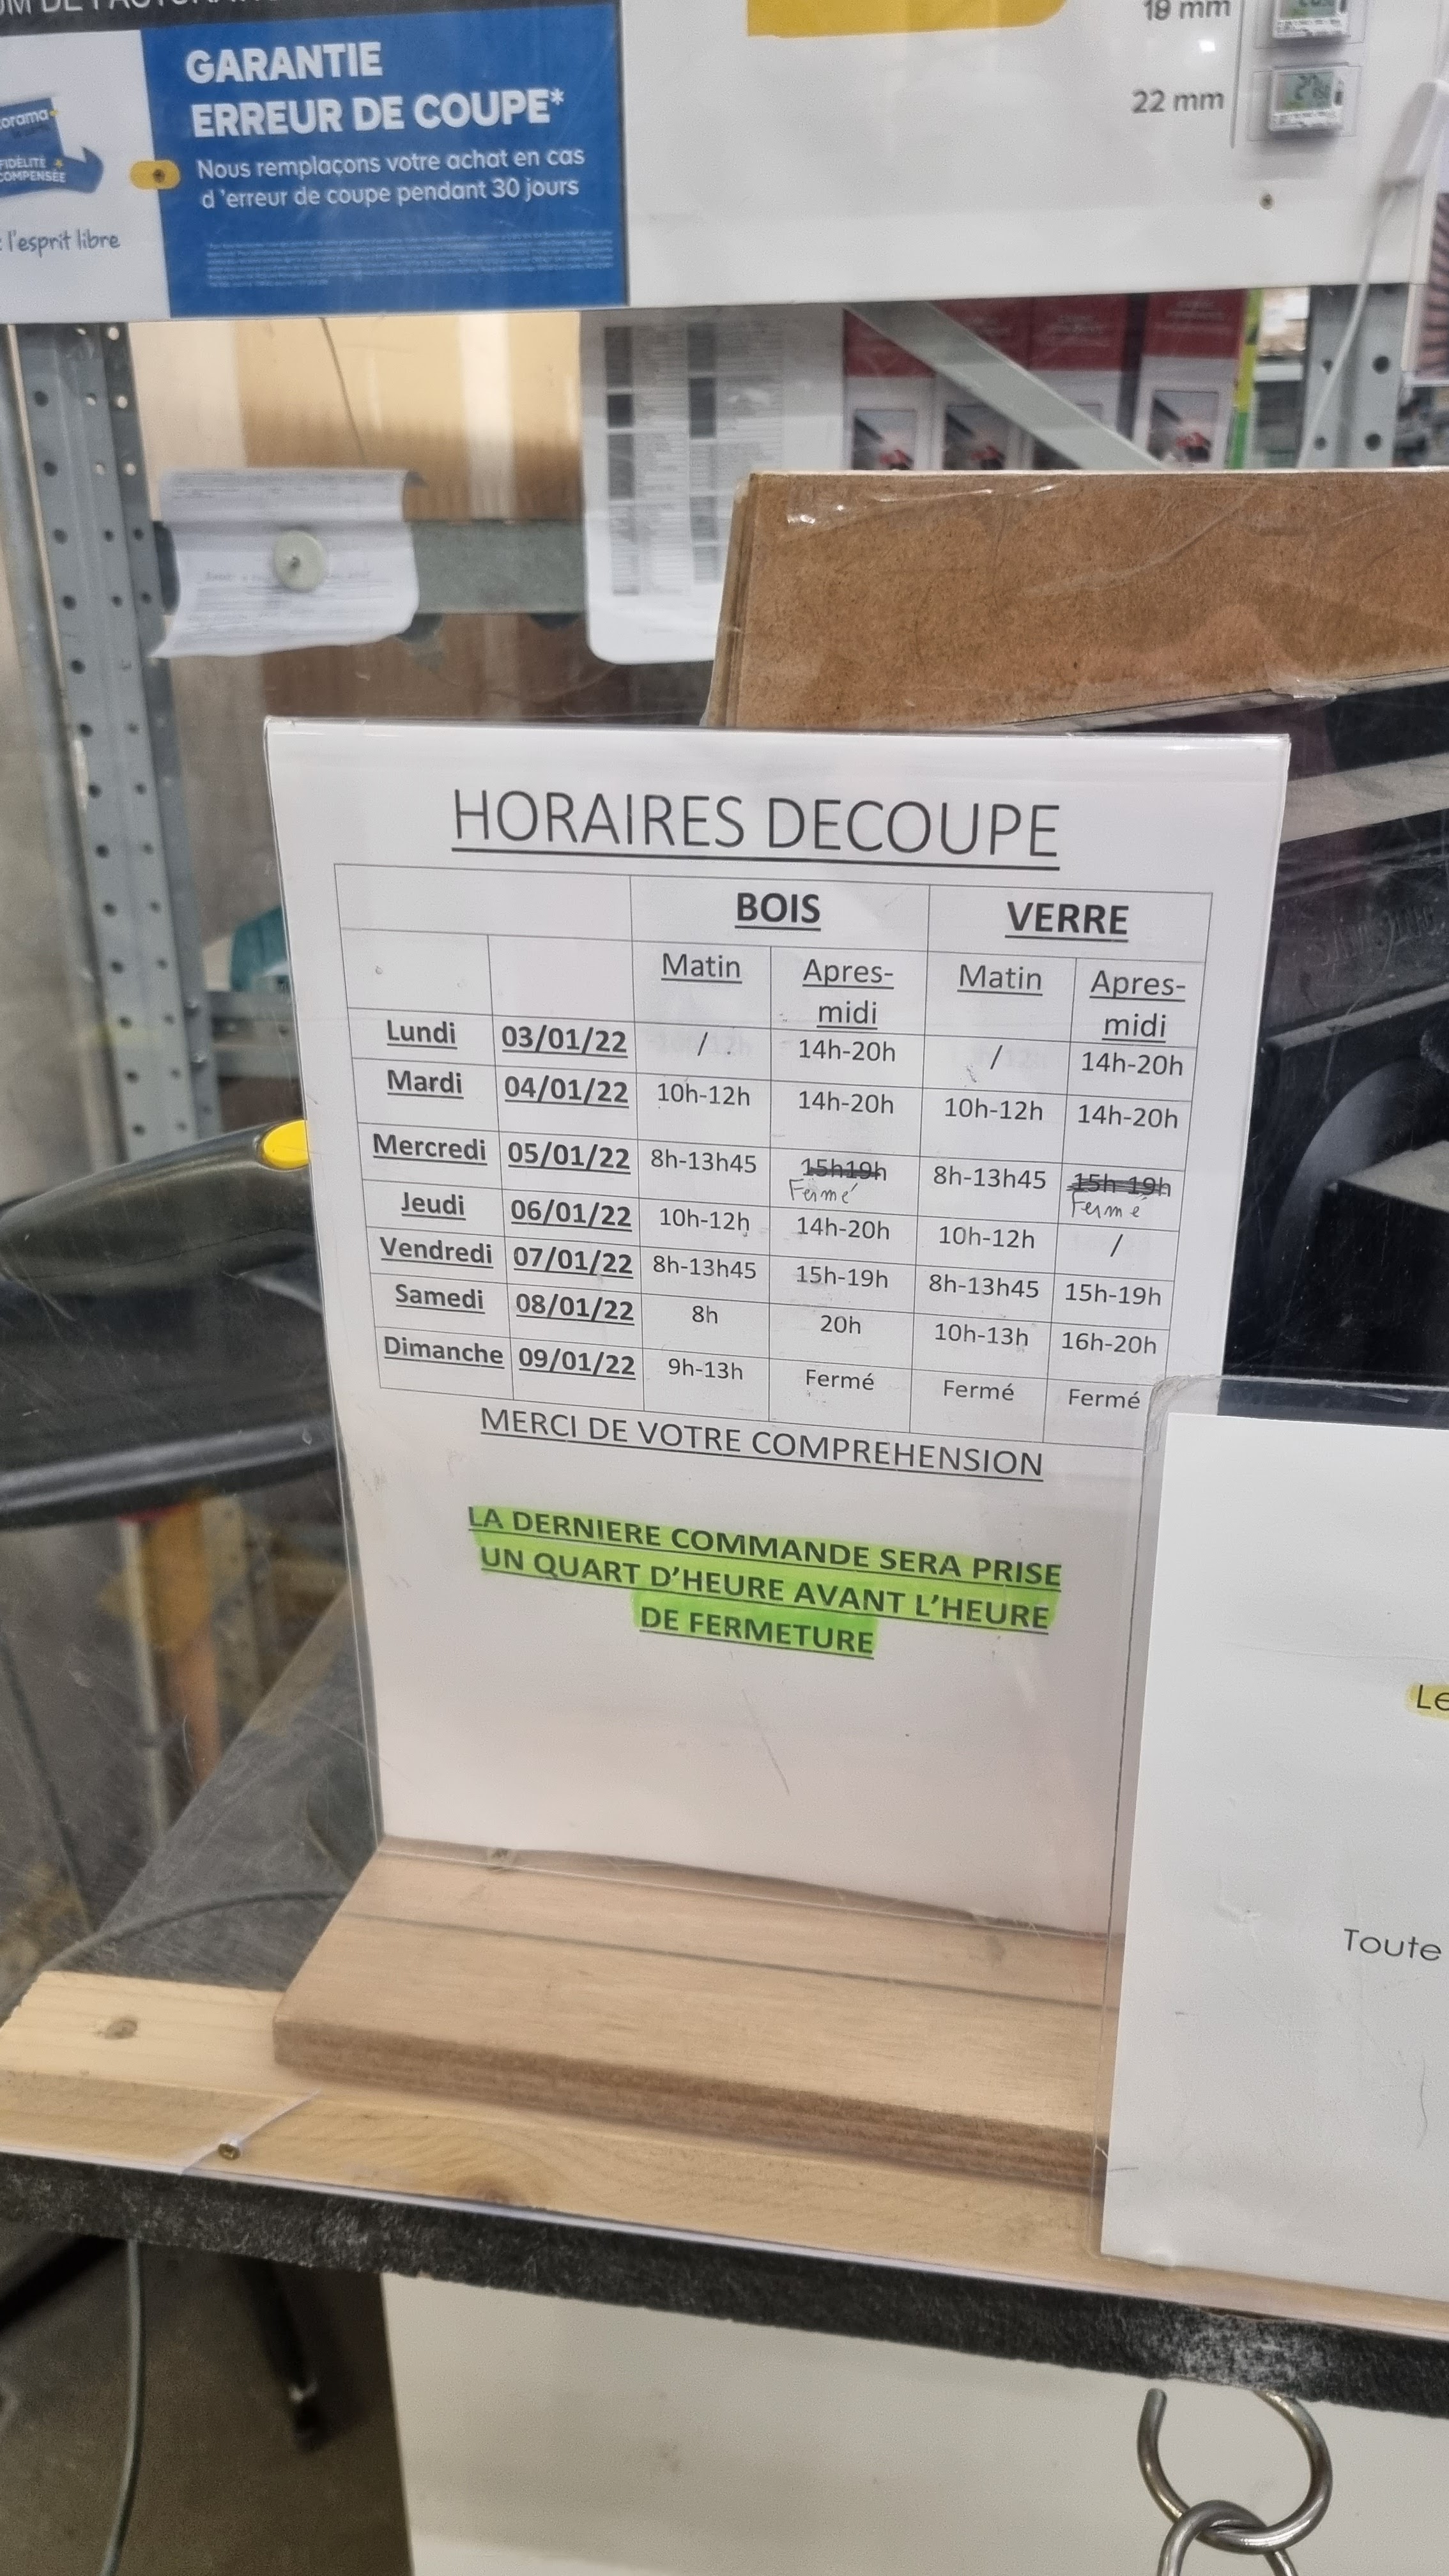 GARANTIE
ERREUR DE COUPE*
Nous remplaçons votre achat en cas
d 'erreur de coupe pendant 30 jours
orama
FIDÉLITÉ
COMPENSÉE
l'esprit libre
18 mm
22 mm
HORAIRES DECOUPE
BOIS VERRE
Matin Apres-midi Matin Apres-midi
Lundi 03/01/22 / 14h-20h / 14h-20h
Mardi 04/01/22 10h-12h 14h-20h 10h-12h 14h-20h
Mercredi 05/01/22 8h-13h45 15h19h 8h-13h45 15h-19h
Fermé Fermé
Jeudi 06/01/22 10h-12h 14h-20h 10h-12h /
Vendredi 07/01/22 8h-13h45 15h-19h 8h-13h45 15h-19h
Samedi 08/01/22 8h 20h 10h-13h 16h-20h
Dimanche 09/01/22 9h-13h Fermé Fermé Fermé
MERCI DE VOTRE COMPREHENSION
LA DERNIERE COMMANDE SERA PRISE
UN QUART D'HEURE AVANT L'HEURE
DE FERMETURE
Le
Toute